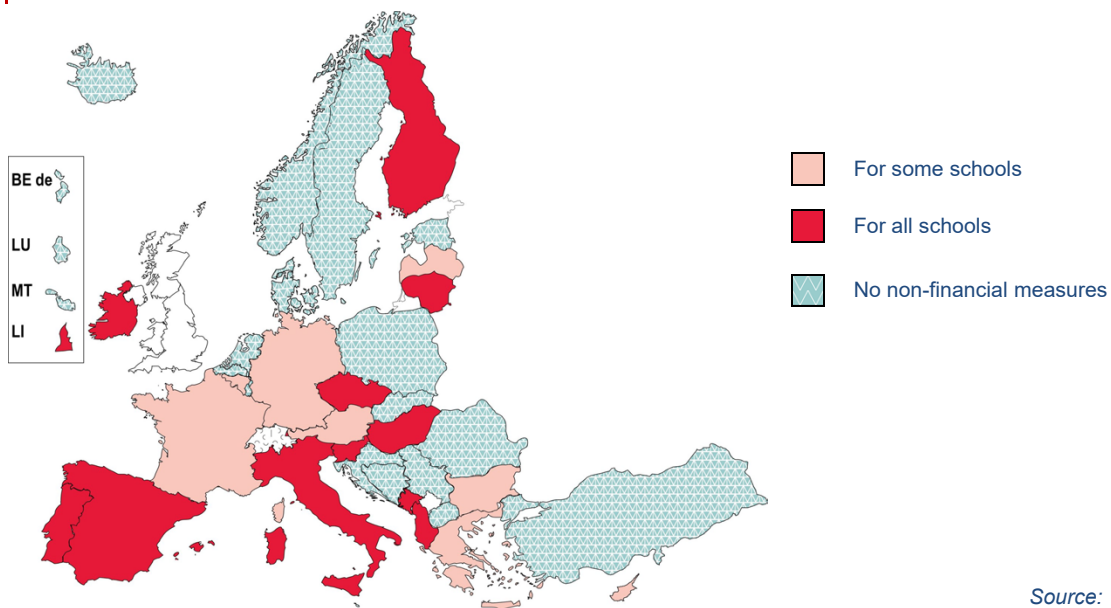 BE de
LU
MT
LI
For some schools
For all schools
No non-financial measures
Source: